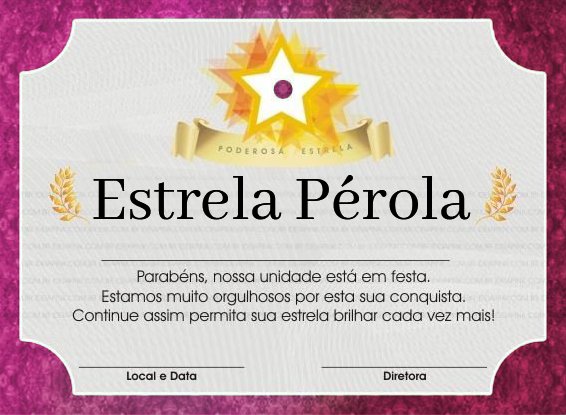 PODEROSA ESTRELA
Estrela Pérola
Parabéns, nossa unidade está em festa.
Estamos muito orgulhosos por esta sua conquista.
Continue assim permita sua estrela brilhar cada vez mais!
Local e Data
Diretora